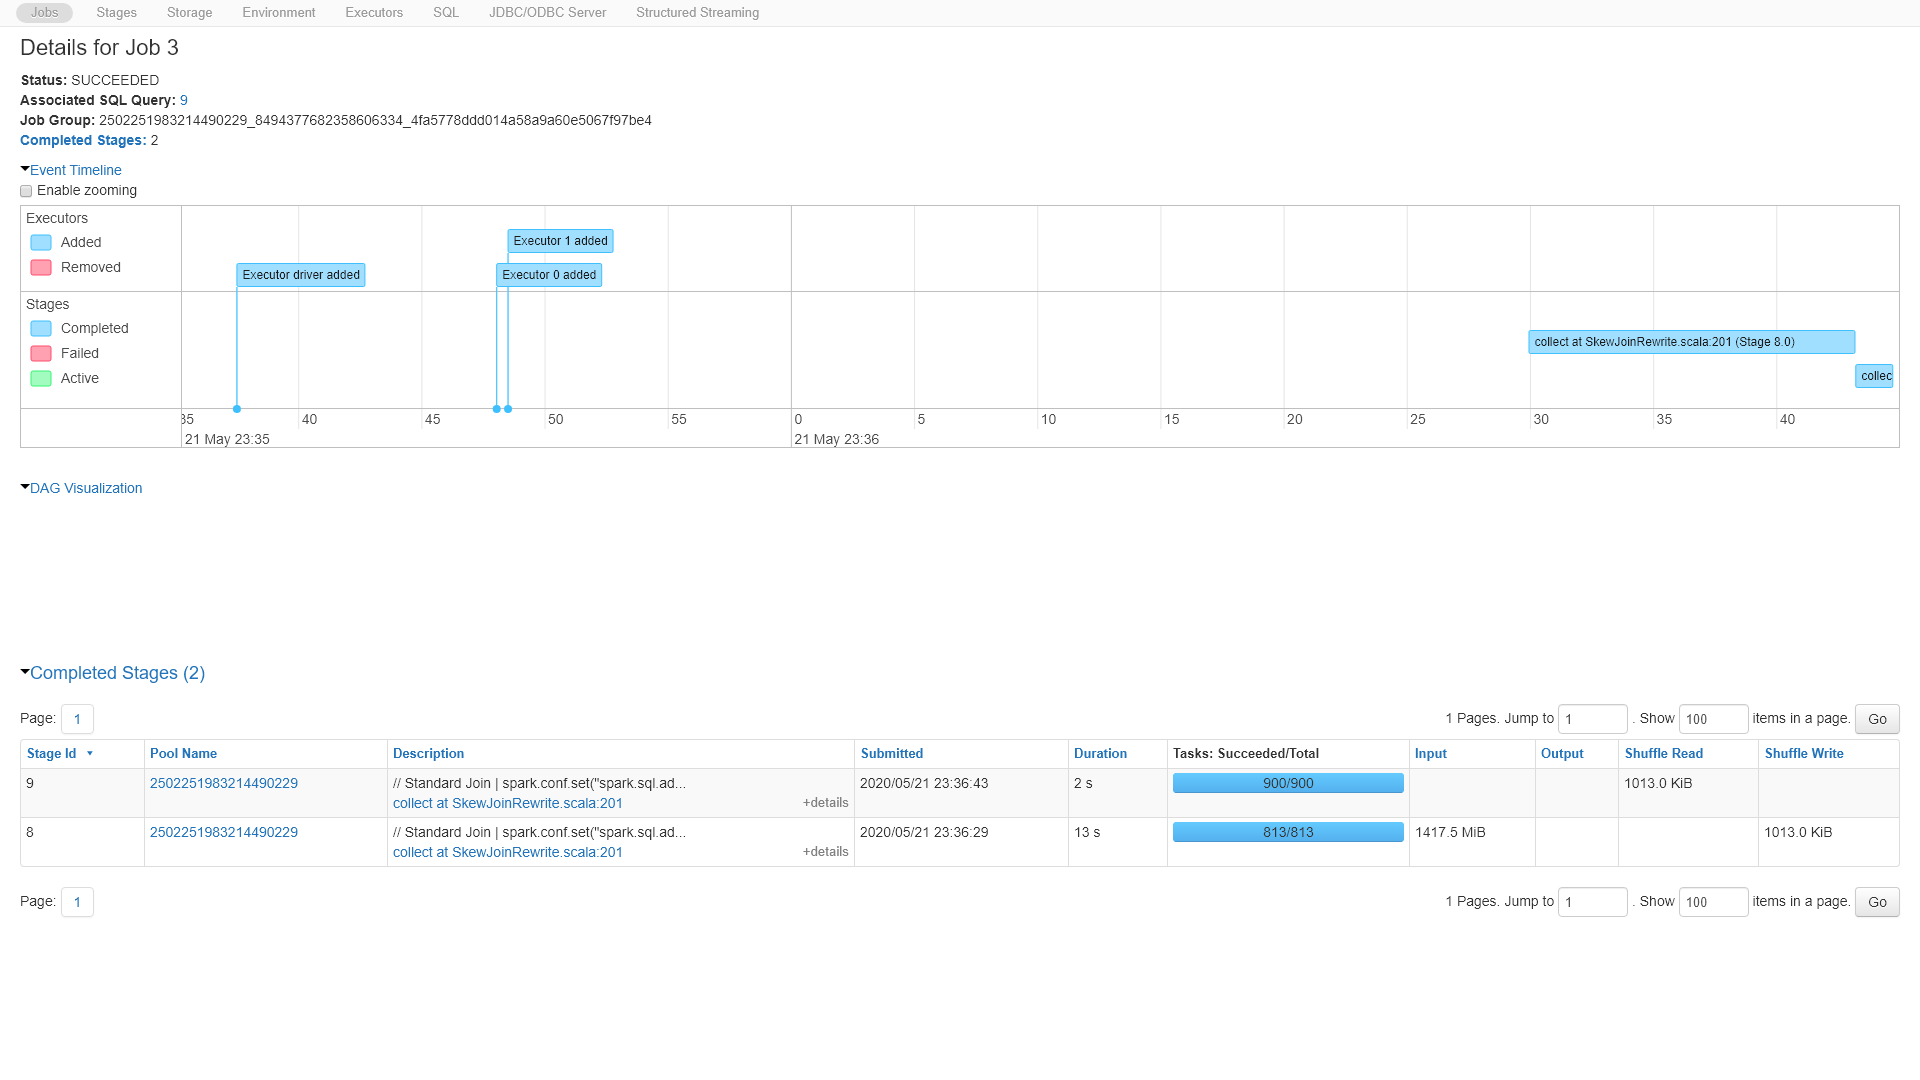 Jobs Stages Storage Environment Executors SQL JDBC/ODBC Server Structured Streaming
Details for Job 3
Status: SUCCEEDED
Associated SQL Query: 9
Job Group: 2502251983214490229_8494377682358606334_4fa5778ddd014a58a9a60e5067f97be4
Completed Stages: 2
Event Timeline
Enable zooming
Executors
Added
Removed
Executor 1 added
Executor driver added
Executor 0 added
Stages
Completed
Failed
Active
collect at SkewJoinRewrite.scala:201 (Stage 8.0)
collec
35 40 45 50 55 0 5 10 15 20 25 30 35 40
21 May 23:35 21 May 23:36
DAG Visualization
Completed Stages (2)
Page: 1 1 Pages. Jump to 1 . Show 100 items in a page. Go
Stage Id Pool Name Description Submitted Duration Tasks: Succeeded/Total Input Output Shuffle Read Shuffle Write
9 2502251983214490229 // Standard Join | spark.conf.set("spark.sql.ad... 2020/05/21 23:36:43 2 s 900/900 1013.0 KiB
collect at SkewJoinRewrite.scala:201 +details
8 2502251983214490229 // Standard Join | spark.conf.set("spark.sql.ad... 2020/05/21 23:36:29 13 s 813/813 1417.5 MiB 1013.0 KiB
collect at SkewJoinRewrite.scala:201 +details
Page: 1 1 Pages. Jump to 1 . Show 100 items in a page. Go